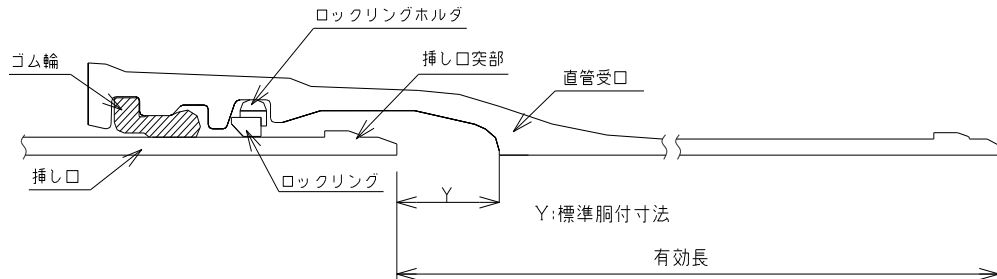 ロックリングホルダ
ゴム輪
挿し口突部
直管受口
挿し口
ロックリング
Y
Y:標準胴付寸法
有効長